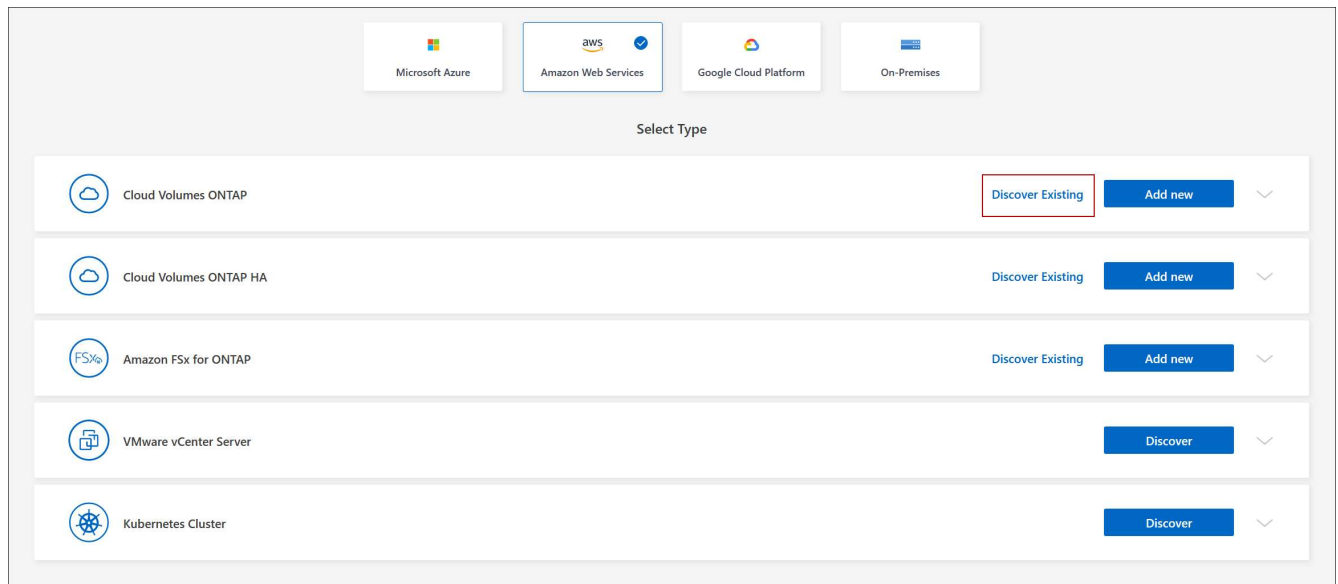 aws
Microsoft Azure
Amazon Web Services
Google Cloud Platform
On-Premises
Select Type
Cloud Volumes ONTAP
Discover Existing
Add new
Cloud Volumes ONTAP HA
Discover Existing
Add new
FSx
Amazon FSx for ONTAP
Discover Existing
Add new
VMware vCenter Server
Discover
Kubernetes Cluster
Discover